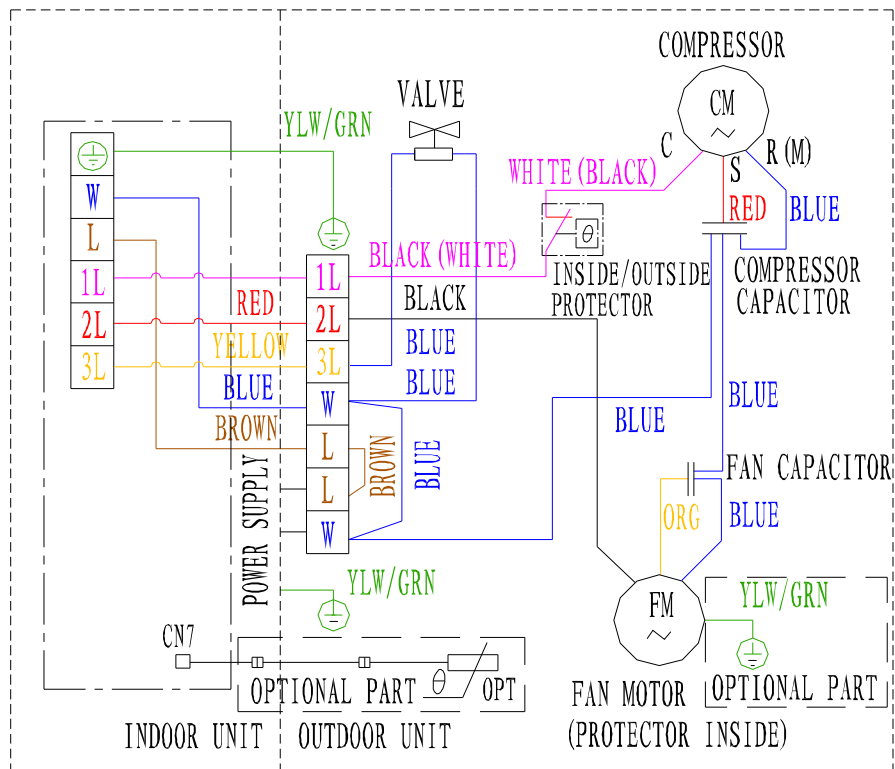 COMPRESSOR
VALVE
CM
YLW/GRN
C
S
R(M)
WHITE(BLACK)
RED
BLUE
W
L
1L
2L
3L
BLACK(WHITE)
θ
INSIDE/OUTSIDE
PROTECTOR
COMPRESSOR
CAPACITOR
RED
YELLOW
BLUE
BROWN
1L
2L
3L
W
L
L
W
BLACK
BLUE
BLUE
BROWN
BLUE
BLUE
BLUE
POWER SUPPLY
FAN CAPACITOR
ORG
BLUE
YLW/GRN
FM
YLW/GRN
CN7
OPTIONAL PART
θ
OPT
OPTIONAL PART
FAN MOTOR
(PROTECTOR INSIDE)
INDOOR UNIT
OUTDOOR UNIT